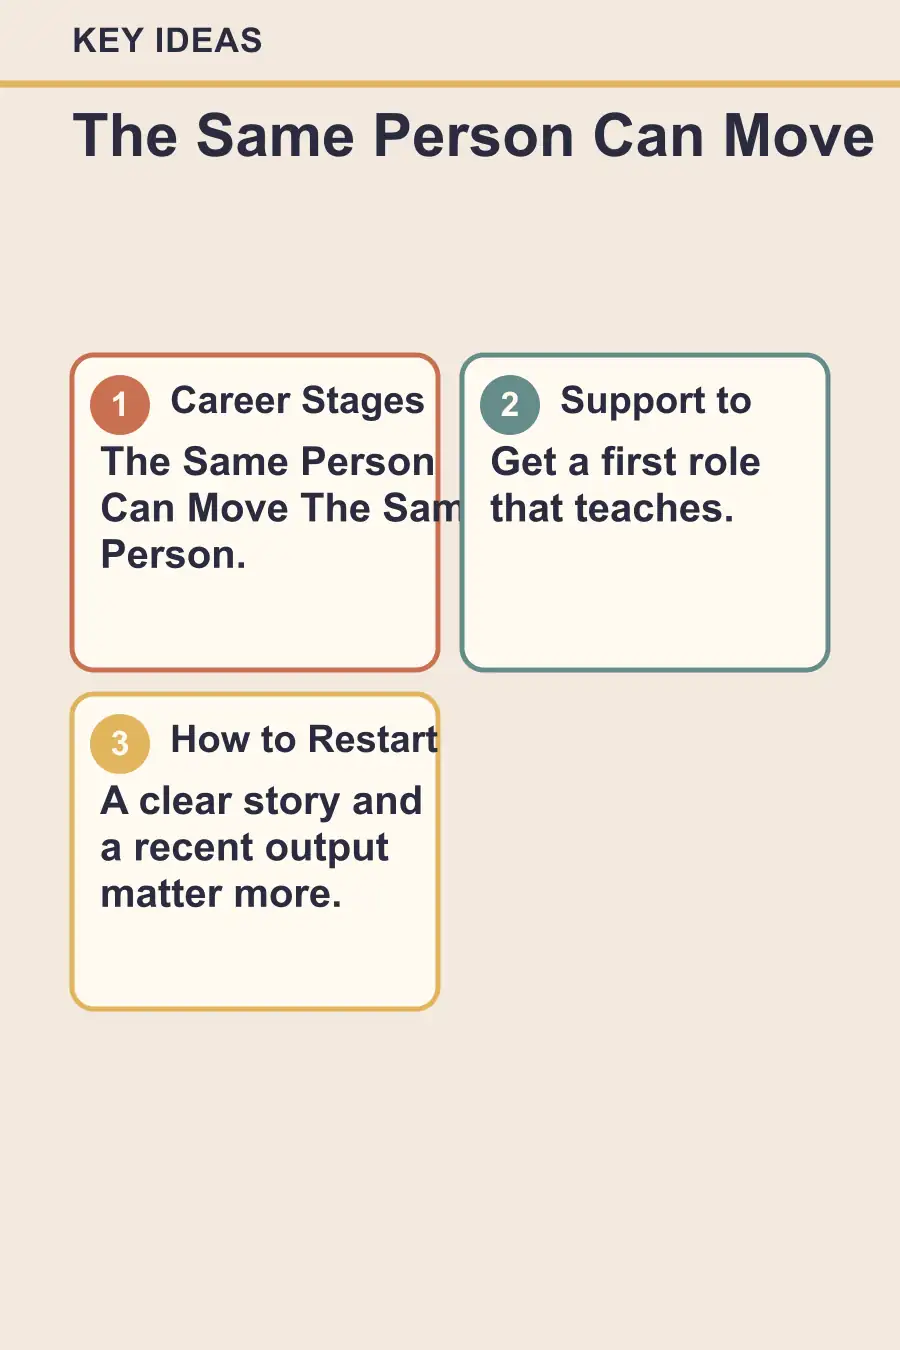 KEY IDEAS
The Same Person Can Move
1 Career Stages
The Same Person
Can Move The Sam
Person.
2 Support to
Get a first role
that teaches.
3 How to Restart
A clear story and
a recent output
matter more.